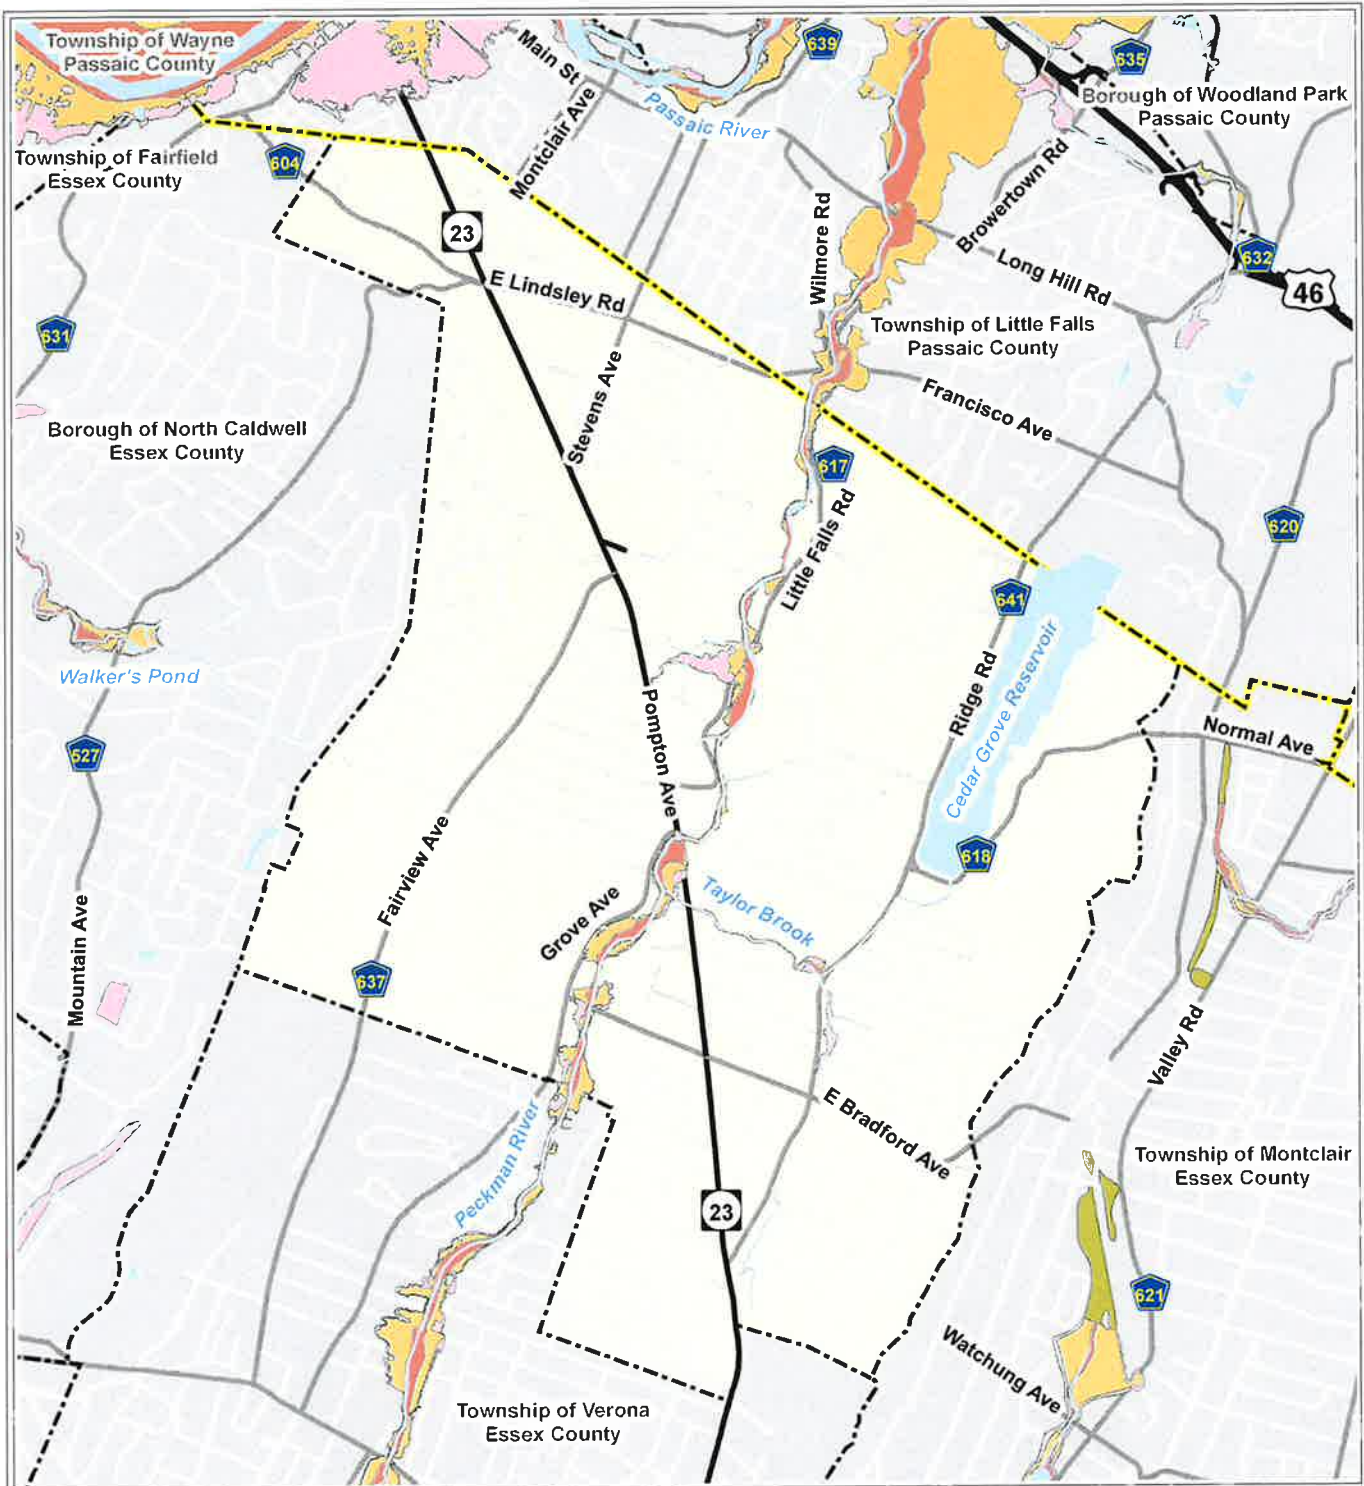 Township of Wayne
Passaic County
Main St
639
635
Borough of Woodland Park
Passaic County
Montclair Ave
Passaic River
Township of Fairfield
Essex County
604
Browertown Rd
Wilmore Rd
23
632
Long Hill Rd
46
E Lindsley Rd
631
Township of Little Falls
Passaic County
Stevens Ave
Francisco Ave
Borough of North Caldwell
Essex County
617
620
Little Falls Rd
641
Walker's Pond
Ridge Rd
Cedar Grove Reservoir
527
Pompton Ave
Normal Ave
618
Fairview Ave
Taylor Brook
Grove Ave
Mountain Ave
637
Valley Rd
E Bradford Ave
Peckman River
Township of Montclair
Essex County
23
621
Watchung Ave
Township of Verona
Essex County